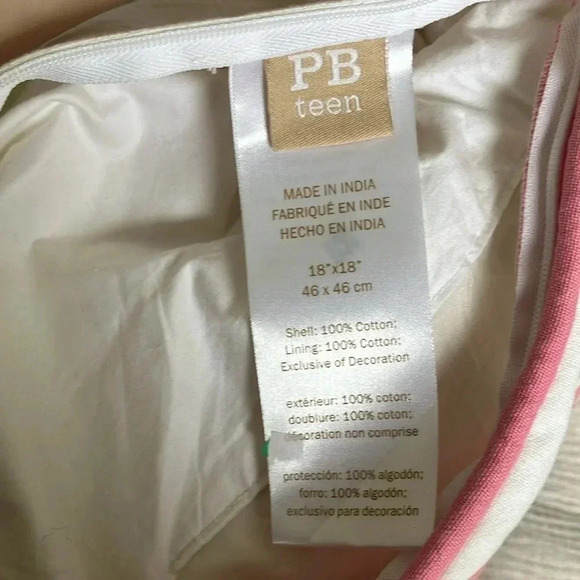 PB
teen
MADE IN INDIA
FABRIQUÉ EN INDE
HECHO EN INDIA
18"x18"
46 x 46 cm
Shell: 100% Cotton;
Lining: 100% Cotton;
Exclusive of Decoration
extérieur: 100% coton;
doublure: 100% coton;
décoration non comprise
protección: 100% algodón;
forro: 100% algodón;
exclusivo para decoración